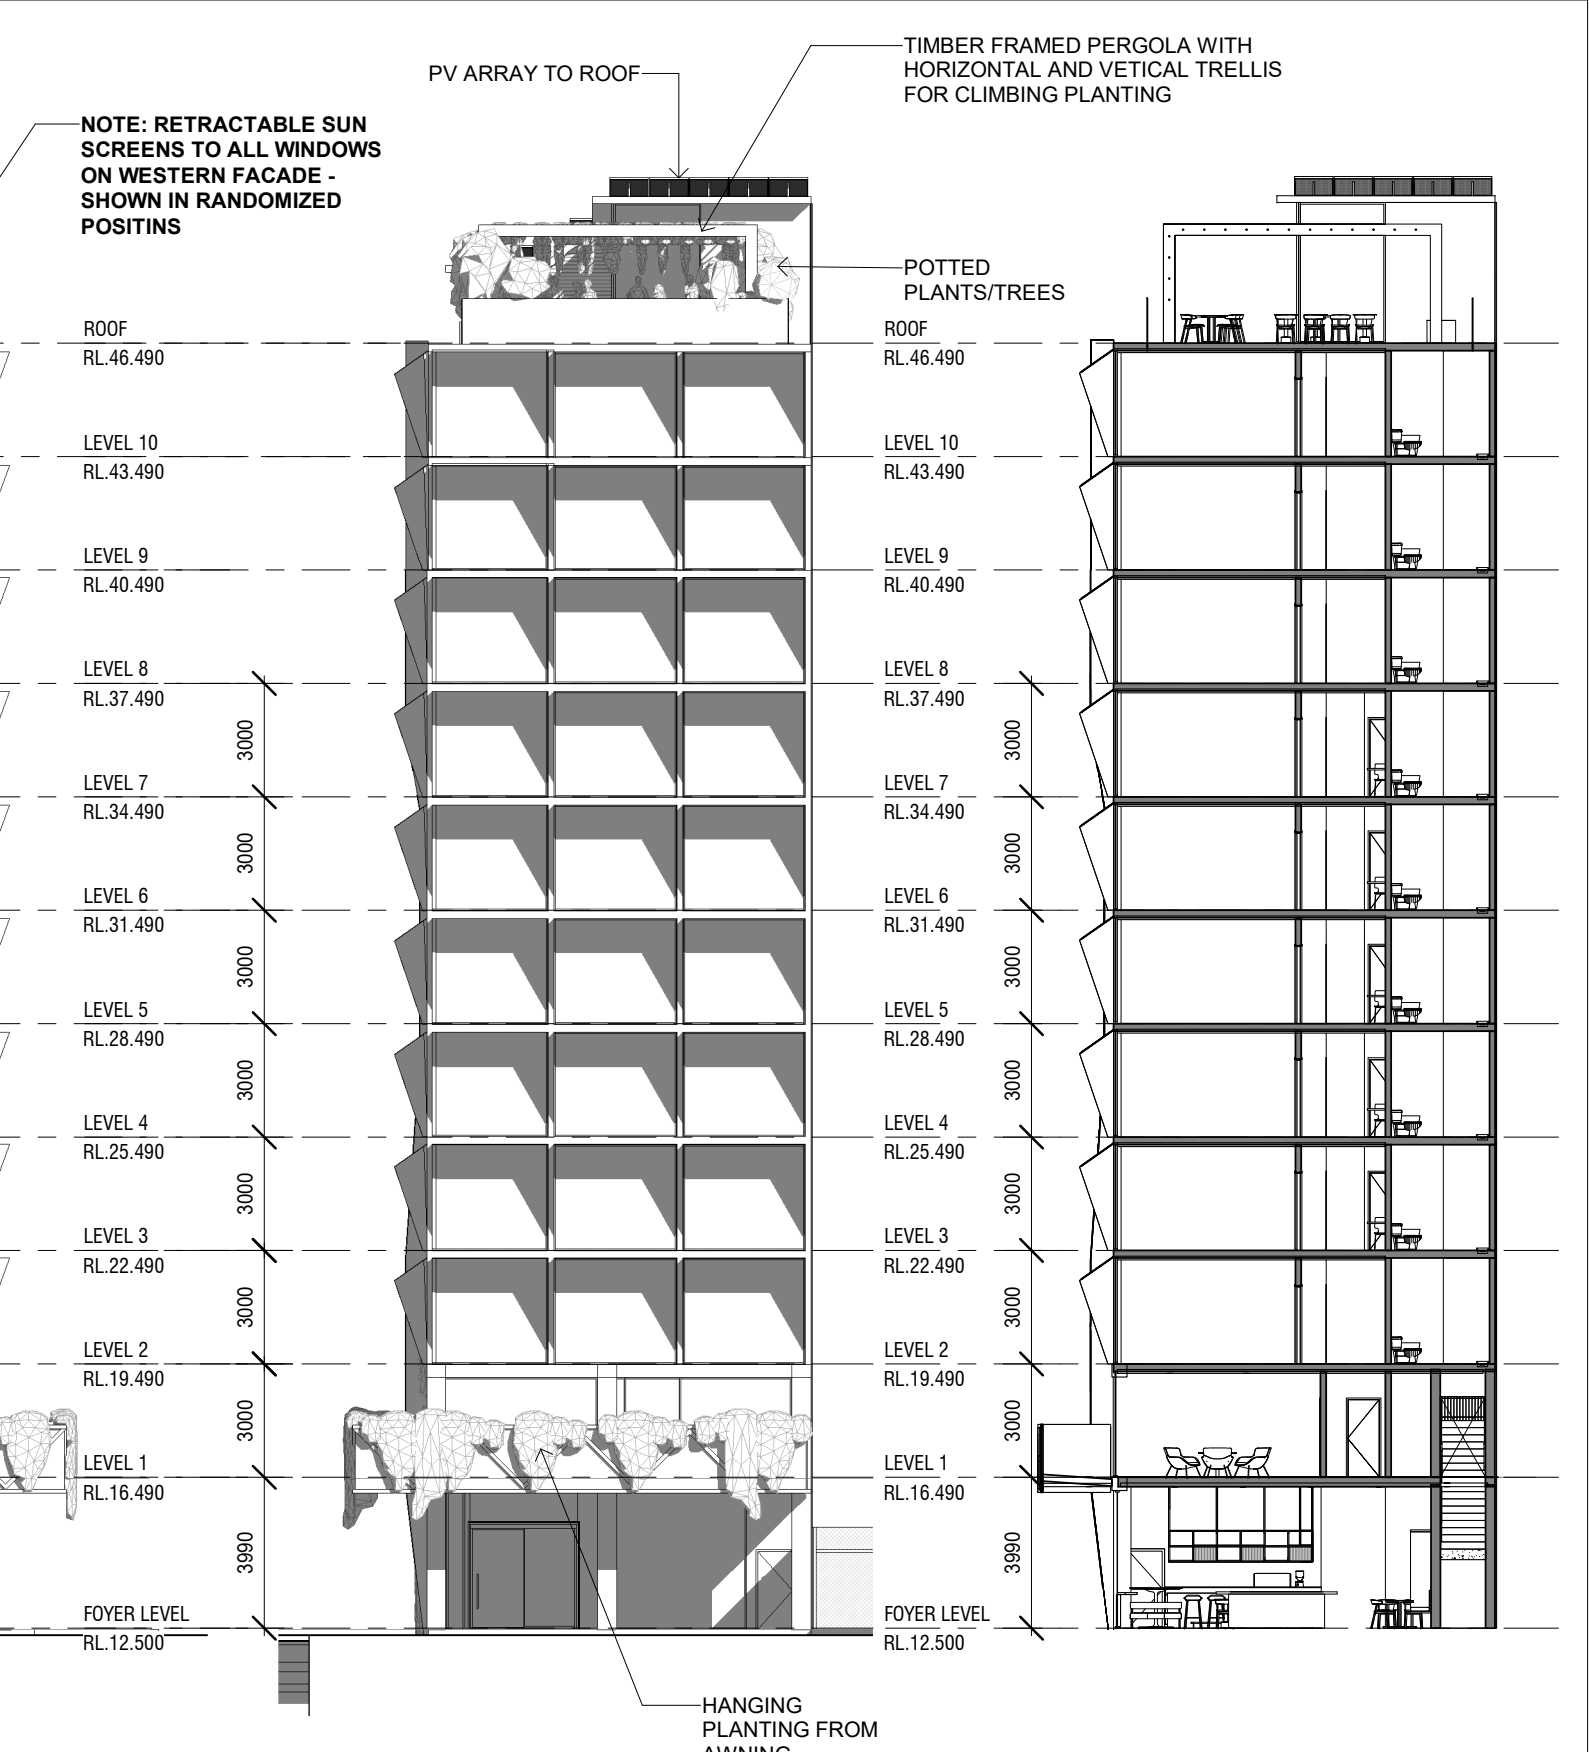 PV ARRAY TO ROOF
TIMBER FRAMED PERGOLA WITH
HORIZONTAL AND VETICAL TRELLIS
FOR CLIMBING PLANTING
NOTE: RETRACTABLE SUN
SCREENS TO ALL WINDOWS
ON WESTERN FACADE -
SHOWN IN RANDOMIZED
POSITINS
POTTED
PLANTS/TREES
ROOF
RL.46.490
LEVEL 10
RL.43.490
LEVEL 9
RL.40.490
LEVEL 8
RL.37.490
3000
LEVEL 7
RL.34.490
3000
LEVEL 6
RL.31.490
3000
LEVEL 5
RL.28.490
3000
LEVEL 4
RL.25.490
3000
LEVEL 3
RL.22.490
3000
LEVEL 2
RL.19.490
3000
LEVEL 1
RL.16.490
3990
FOYER LEVEL
RL.12.500
ROOF
RL.46.490
LEVEL 10
RL.43.490
LEVEL 9
RL.40.490
LEVEL 8
RL.37.490
3000
LEVEL 7
RL.34.490
3000
LEVEL 6
RL.31.490
3000
LEVEL 5
RL.28.490
3000
LEVEL 4
RL.25.490
3000
LEVEL 3
RL.22.490
3000
LEVEL 2
RL.19.490
3000
LEVEL 1
RL.16.490
3990
FOYER LEVEL
RL.12.500
HANGING
PLANTING FROM
AWNING